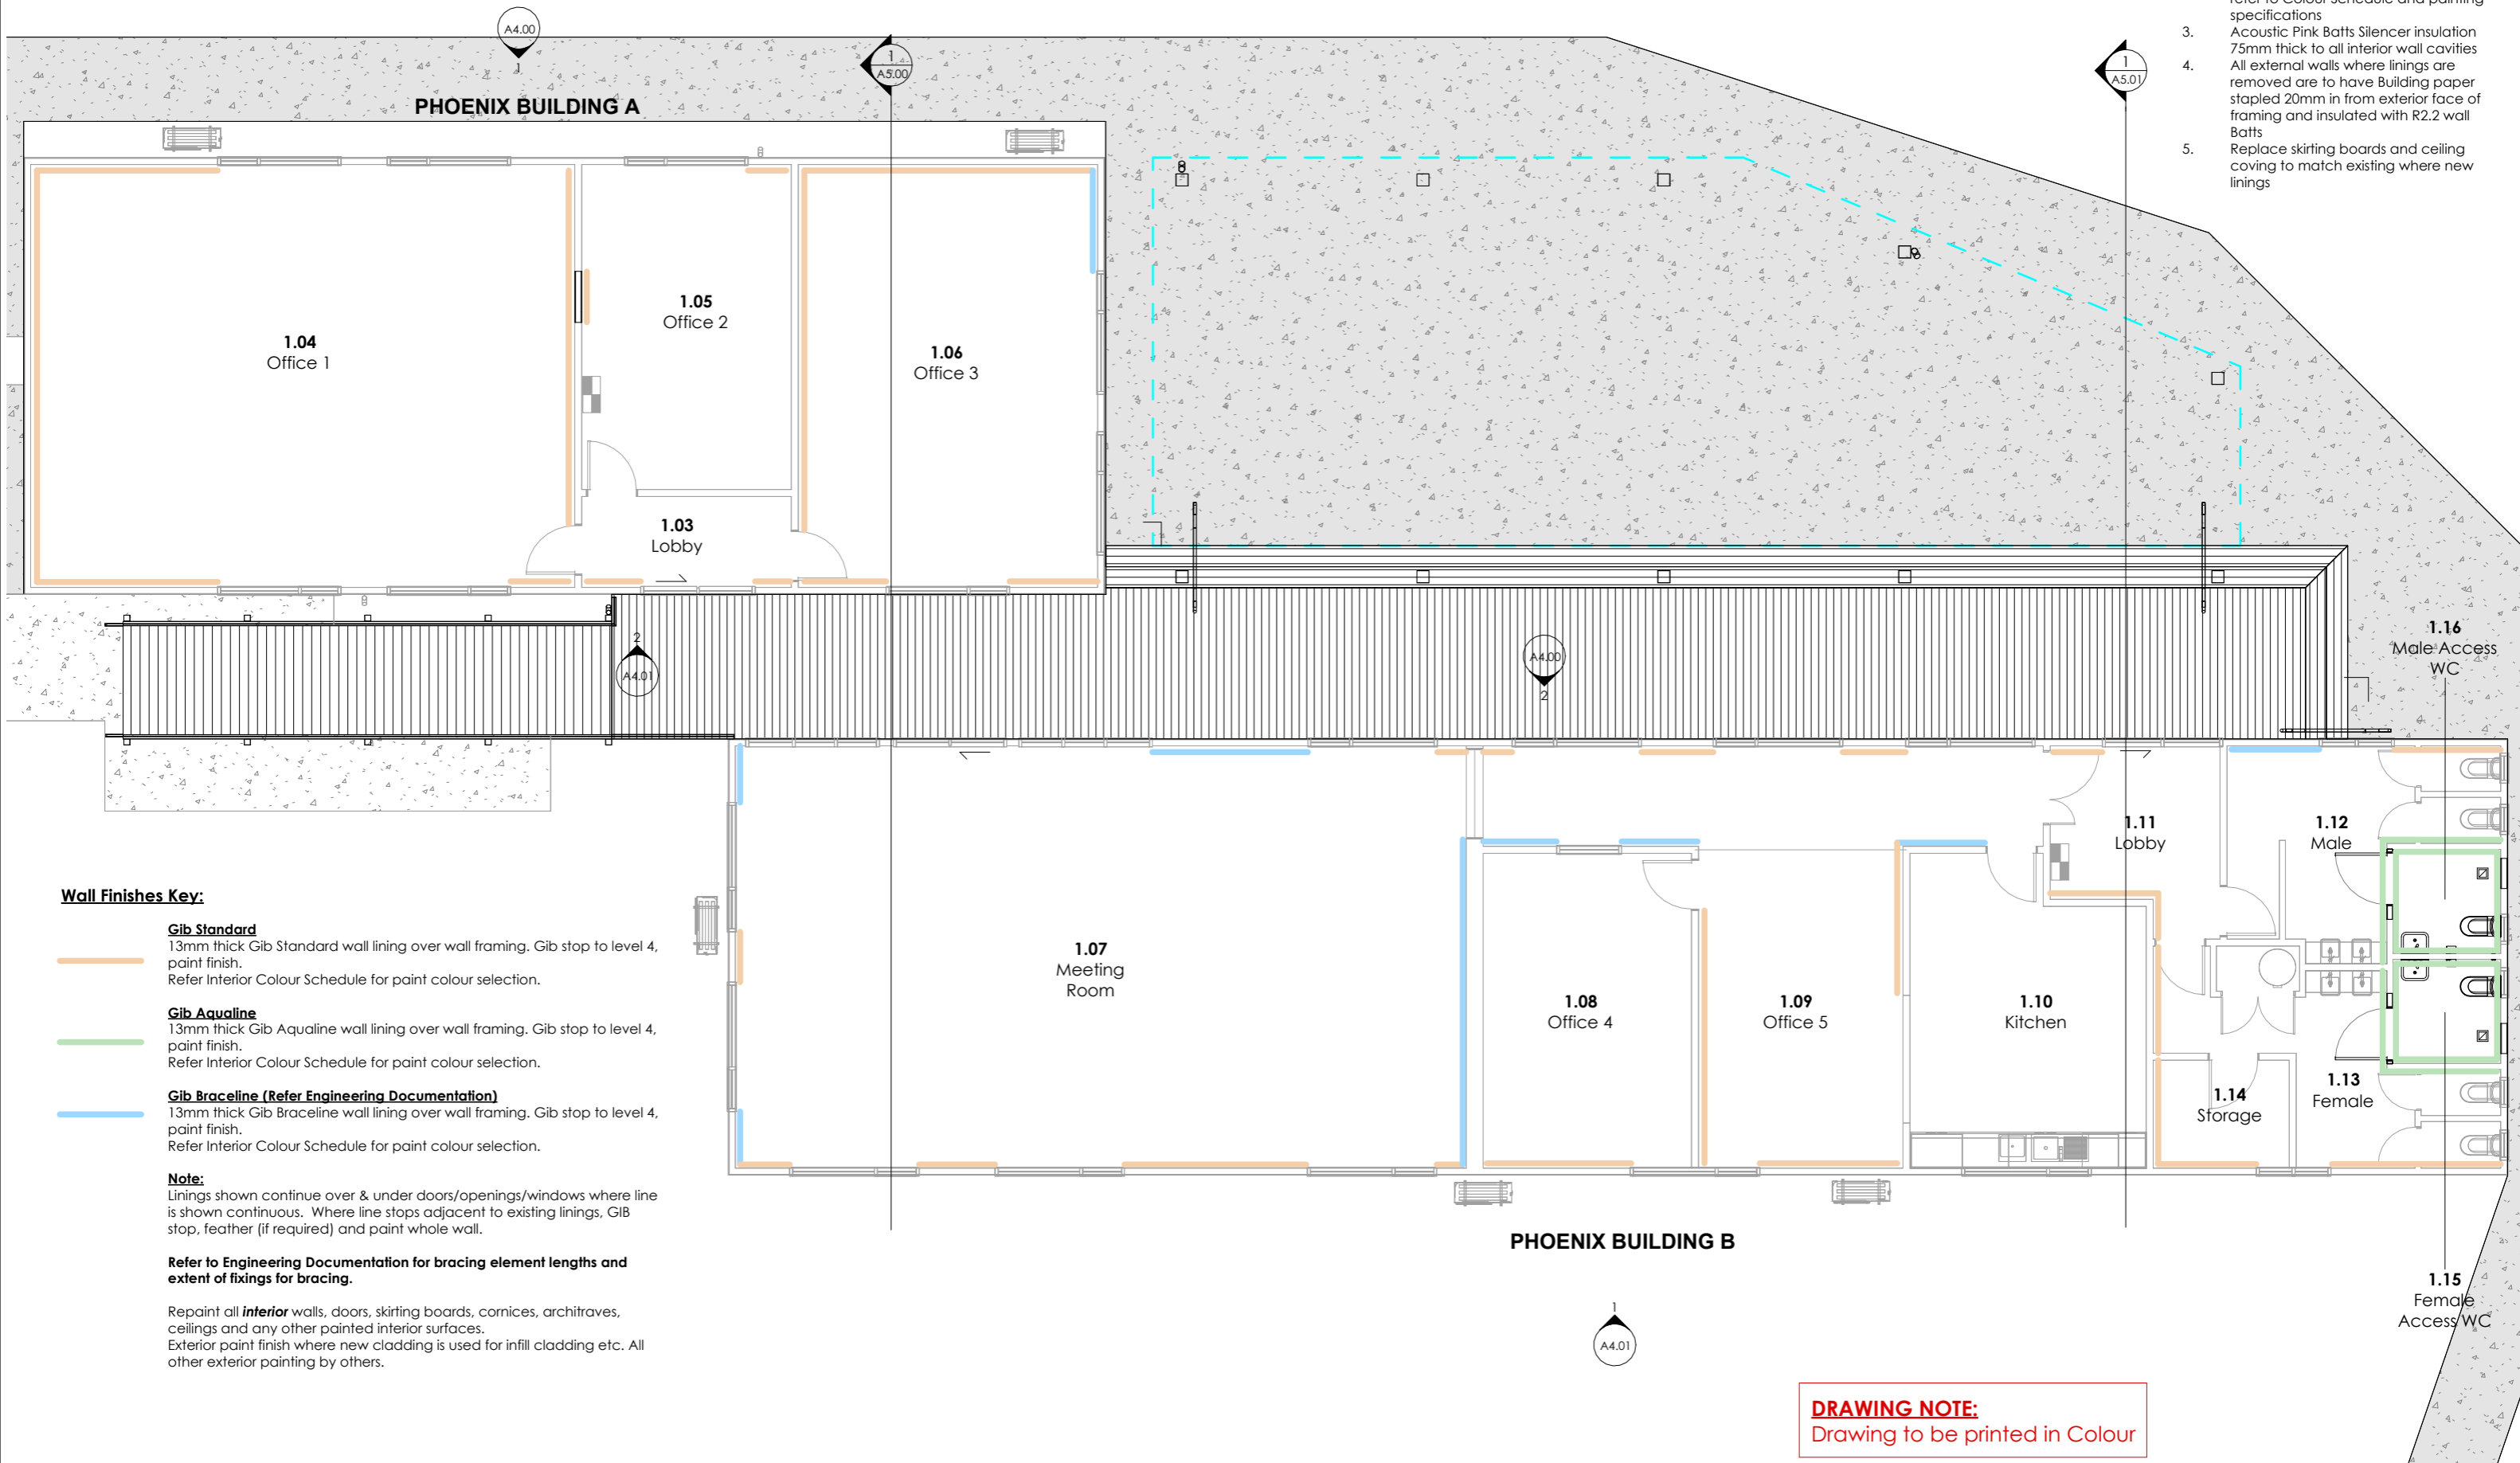 refer to Colour Schedule and painting
specifications
3. Acoustic Pink Batts Silencer insulation
75mm thick to all interior wall cavities
4. All external walls where linings are
removed are to have Building paper
stapled 20mm in from exterior face of
framing and insulated with R2.2 wall
Batts
5. Replace skirting boards and ceiling
coving to match existing where new
linings
A4.00
1
1
A5.00
1
A5.01
PHOENIX BUILDING A
1.04
Office 1
1.05
Office 2
1.06
Office 3
1.03
Lobby
2
A4.01
A4.00
2
1.16
Male Access
WC
1.11
Lobby
1.12
Male
1.07
Meeting
Room
1.08
Office 4
1.09
Office 5
1.10
Kitchen
1.14
Storage
1.13
Female
PHOENIX BUILDING B
1.15
Female
Access WC
1
A4.01
Wall Finishes Key:
Gib Standard
13mm thick Gib Standard wall lining over wall framing. Gib stop to level 4,
paint finish.
Refer Interior Colour Schedule for paint colour selection.
Gib Aqualine
13mm thick Gib Aqualine wall lining over wall framing. Gib stop to level 4,
paint finish.
Refer Interior Colour Schedule for paint colour selection.
Gib Braceline (Refer Engineering Documentation)
13mm thick Gib Braceline wall lining over wall framing. Gib stop to level 4,
paint finish.
Refer Interior Colour Schedule for paint colour selection.
Note:
Linings shown continue over & under doors/openings/windows where line
is shown continuous. Where line stops adjacent to existing linings, GIB
stop, feather (if required) and paint whole wall.
Refer to Engineering Documentation for bracing element lengths and
extent of fixings for bracing.
Repaint all interior walls, doors, skirting boards, cornices, architraves,
ceilings and any other painted interior surfaces.
Exterior paint finish where new cladding is used for infill cladding etc. All
other exterior painting by others.
DRAWING NOTE:
Drawing to be printed in Colour